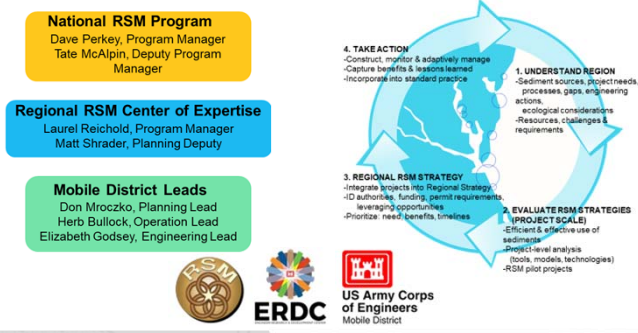 National RSM Program
Dave Perkey, Program Manager
Tate McAlpin, Deputy Program
Manager
Regional RSM Center of Expertise
Laurel Reichold, Program Manager
Matt Shrader, Planning Deputy
Mobile District Leads
Don Mroczko, Planning Lead
Herb Bullock, Operation Lead
Elizabeth Godsey, Engineering Lead
4. TAKE ACTION
-Construct, monitor & adaptively manage
-Capture benefits & lessons learned
-Incorporate into standard practice
1. UNDERSTAND REGION
-Sediment sources, project needs,
processes, gaps, engineering
actions,
ecological considerations
-Resources, challenges &
requirements
3. REGIONAL RSM STRATEGY
-Integrate projects into Regional Strategy
-ID authorities, funding, permit requirements,
leveraging opportunities
-Prioritize: need, benefits, timelines
2. EVALUATE RSM STRATEGIES
(PROJECT SCALE)
-Efficient & effective use of
sediments
-Project-level analysis
(tools, models, technologies)
-RSM pilot projects
RSM
ERDC
US Army Corps
of Engineers
Mobile District